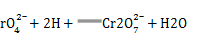 rO₄²⁻ + 2H + ━━ Cr2O₇²⁻ + H2O